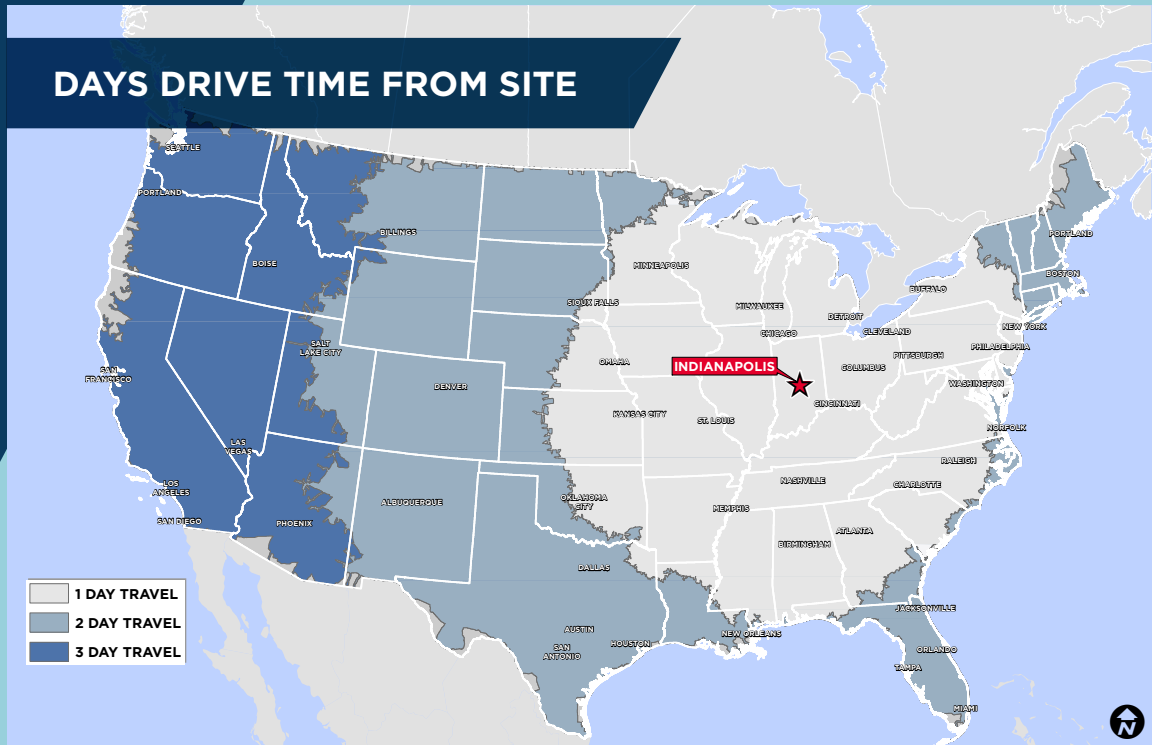 DAYS DRIVE TIME FROM SITE
SEATTLE
PORTLAND
BILLINGS
BOISE
PORTLAND
BOSTON
MINNEAPOLIS
BUFFALO
SIOUX FALLS
MILWAUKEE
DETROIT
NEW YORK
CHICAGO
CLEVELAND
SALT
LAKE CITY
PHILADELPHIA
PITTSBURGH
OMAHA
INDIANAPOLIS
COLUMBUS
SAN
FRANCISCO
DENVER
WASHINGTON
CINCINNATI
KANSAS CITY
ST. LOUIS
NORFOLK
LAS
VEGAS
RALEIGH
NASHVILLE
CHARLOTTE
LOS
ANGELES
ALBUQUERQUE
OKLAHOMA
CITY
MEMPHIS
SAN DIEGO
PHOENIX
ATLANTA
BIRMINGHAM
DALLAS
1 DAY TRAVEL
2 DAY TRAVEL
3 DAY TRAVEL
JACKSONVILLE
AUSTIN
NEW ORLEANS
HOUSTON
SAN
ANTONIO
ORLANDO
TAMPA
MIAMI
N